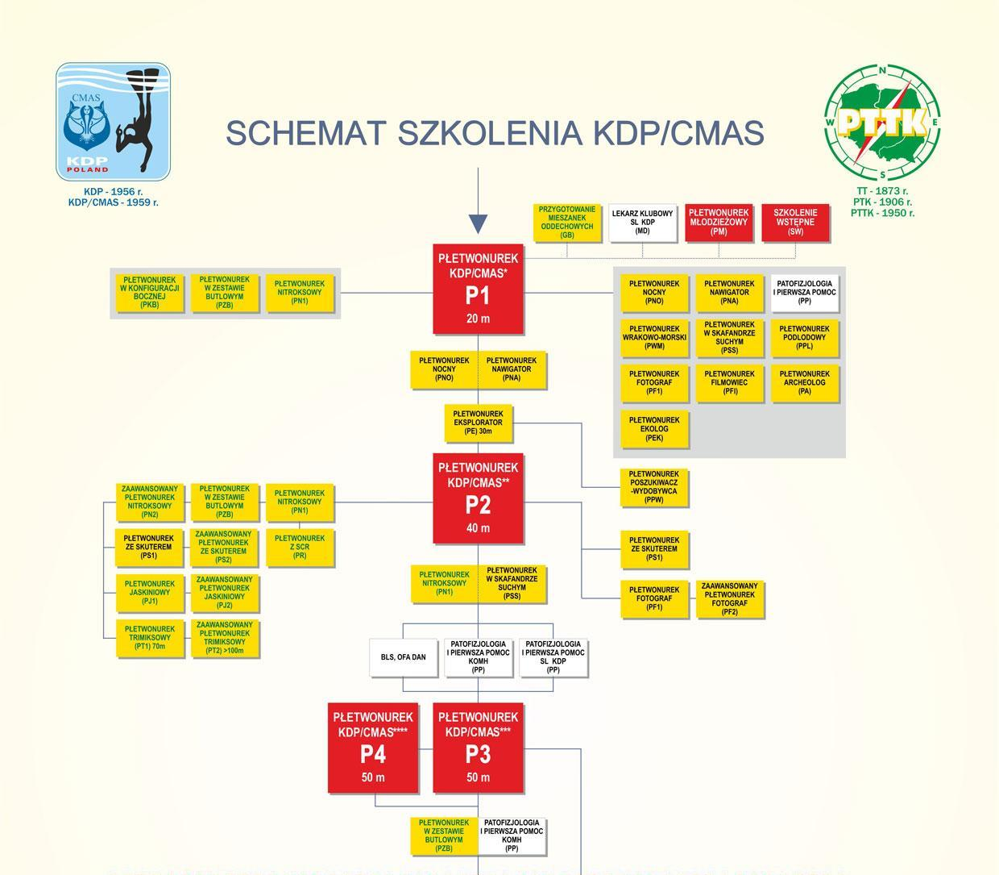 CMAS
KDP
POLAND
KDP - 1956 r.
KDP/CMAS - 1959 r.
SCHEMAT SZKOLENIA KDP/CMAS
N
W
PTTK
E
S
TT - 1873 r.
PTK - 1906 r.
PTTK - 1950 r.
PRZYGOTOWANIE
MIESZANEK
ODDECHOWYCH
(GB)
LEKARZ KLUBOWY
SL KDP
(MD)
PŁETWONUREK
MŁODZIEŻOWY
(PM)
SZKOLENIE
WSTĘPNE
(SW)
PŁETWONUREK
KDP/CMAS*
P1
20 m
PŁETWONUREK
W KONFIGURACJI
BOCZNEJ
(PKB)
PŁETWONUREK
W ZESTAWIE
BUTLOWYM
(PZB)
PŁETWONUREK
NITROKSOWY
(PN1)
PŁETWONUREK
NOCNY
(PNO)
PŁETWONUREK
NAWIGATOR
(PNA)
PATOFIZJOLOGIA
I PIERWSZA POMOC
(PP)
PŁETWONUREK
WRAKOWO-MORSKI
(PWM)
PŁETWONUREK
W SKAFANDRZE
SUCHYM
(PSS)
PŁETWONUREK
PODLODOWY
(PPL)
PŁETWONUREK
FOTOGRAF
(PF1)
PŁETWONUREK
FILMOWIEC
(PFI)
PŁETWONUREK
ARCHEOLOG
(PA)
PŁETWONUREK
EKOLOG
(PEK)
PŁETWONUREK
NOCNY
(PNO)
PŁETWONUREK
NAWIGATOR
(PNA)
PŁETWONUREK
EKSPLORATOR
(PE) 30m
PŁETWONUREK
KDP/CMAS**
P2
40 m
PŁETWONUREK
POSZUKIWACZ
-WYDOBYWCA
(PPW)
PŁETWONUREK
ZE SKUTEREM
(PS1)
PŁETWONUREK
FOTOGRAF
(PF1)
ZAAWANSOWANY
PŁETWONUREK
FOTOGRAF
(PF2)
ZAAWANSOWANY
PŁETWONUREK
NITROKSOWY
(PN2)
PŁETWONUREK
W ZESTAWIE
BUTLOWYM
(PZB)
PŁETWONUREK
NITROKSOWY
(PN1)
PŁETWONUREK
ZE SKUTEREM
(PS1)
ZAAWANSOWANY
PŁETWONUREK
ZE SKUTEREM
(PS2)
PŁETWONUREK
Z SCR
(PR)
PŁETWONUREK
JASKINIOWY
(PJ1)
ZAAWANSOWANY
PŁETWONUREK
JASKINIOWY
(PJ2)
PŁETWONUREK
TRIMIKSOWY
(PT1) 70m
ZAAWANSOWANY
PŁETWONUREK
TRIMIKSOWY
(PT2) >100m
PŁETWONUREK
NITROKSOWY
(PN1)
PŁETWONUREK
W SKAFANDRZE
SUCHYM
(PSS)
BLS, OFA DAN
PATOFIZJOLOGIA
I PIERWSZA POMOC
KOMH
(PP)
PATOFIZJOLOGIA
I PIERWSZA POMOC
SL KDP
(PP)
PŁETWONUREK
KDP/CMAS****
P4
50 m
PŁETWONUREK
KDP/CMAS***
P3
50 m
PŁETWONUREK
W ZESTAWIE
BUTLOWYM
(PZB)
PATOFIZJOLOGIA
I PIERWSZA POMOC
KOMH
(PP)